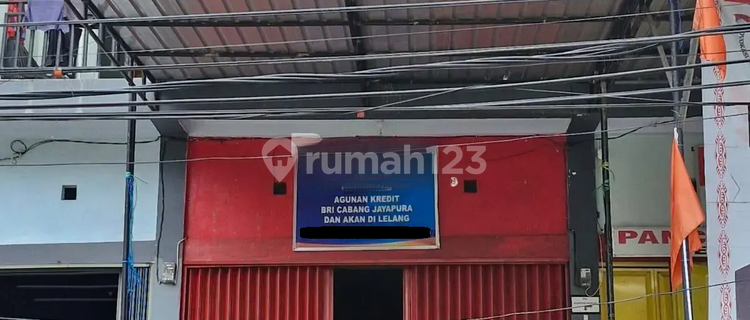 rumah123
AGUNAN KREDIT
BRI CABANG JAYAPURA
DAN AKAN DI LELANG
PAN